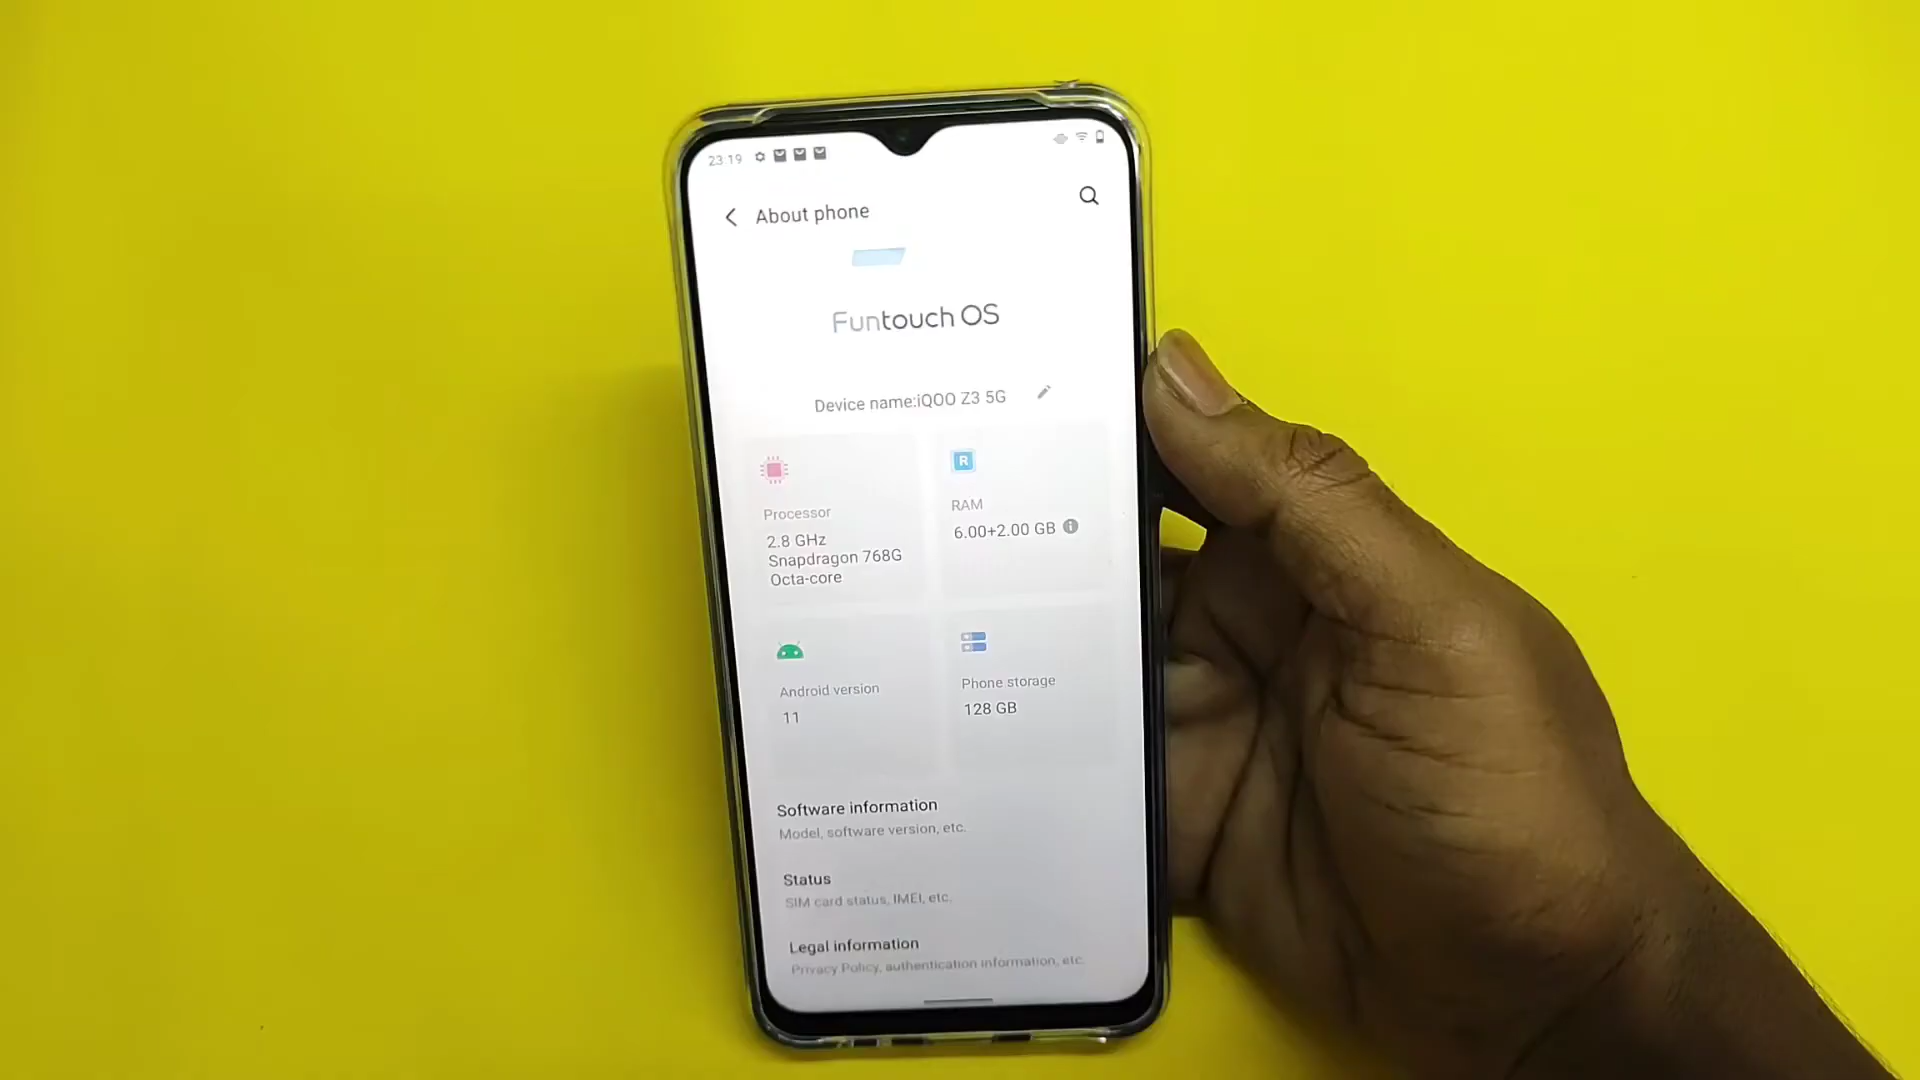 23:19
About phone
Funtouch OS
Device name:iQOO Z3 5G
R
Processor
2.8 GHz
Snapdragon 768G
Octa-core
RAM
6.00+2.00 GB
Android version
11
Phone storage
128 GB
Software information
Model, software version, etc.
Status
SIM card status, IMEI, etc.
Legal information
Privacy Policy, authentication information, etc.